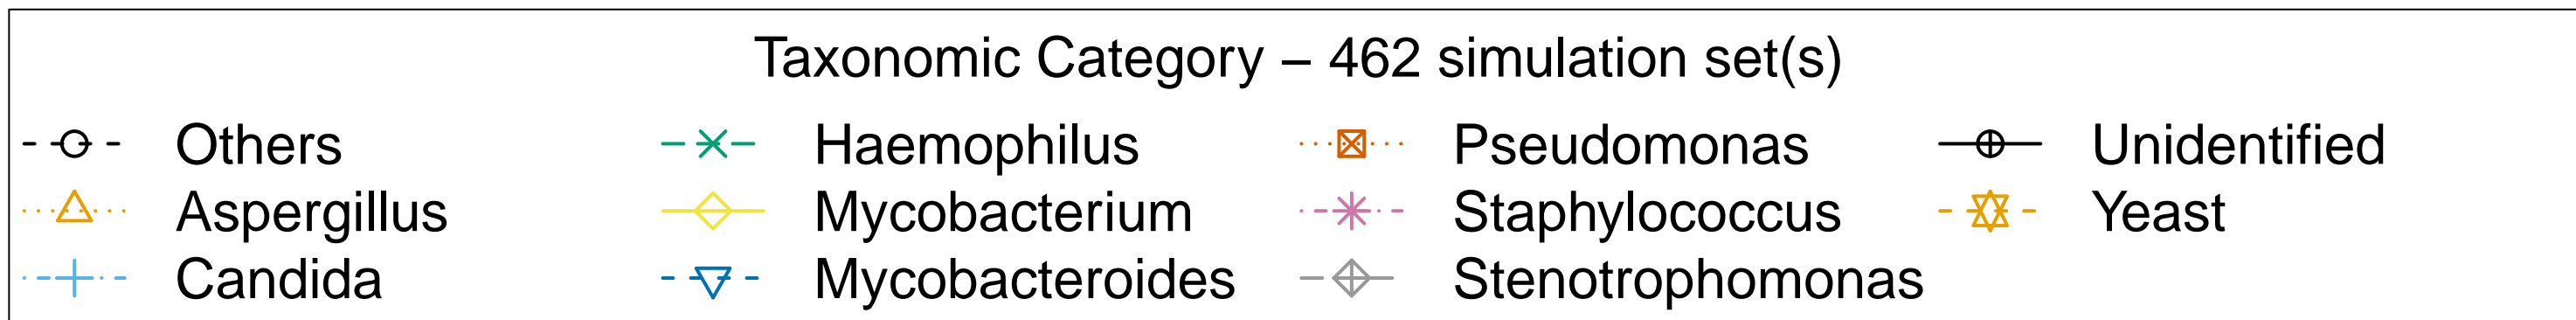 Taxonomic Category – 462 simulation set(s)
Others Haemophilus Pseudomonas Unidentified
Aspergillus Mycobacterium Staphylococcus Yeast
Candida Mycobacteroides Stenotrophomonas